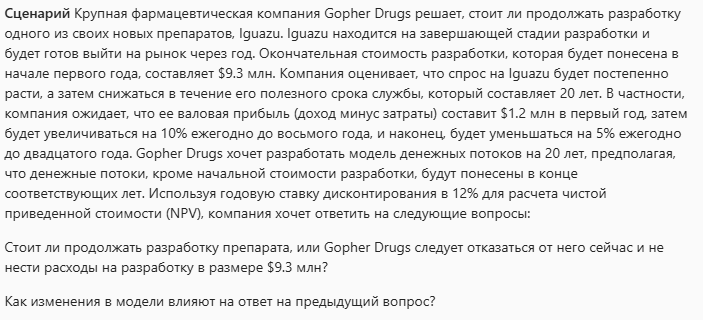 Сценарий Крупная фармацевтическая компания Gopher Drugs решает, стоит ли продолжать разработку
одного из своих новых препаратов, Iguazu. Iguazu находится на завершающей стадии разработки и
будет готов выйти на рынок через год. Окончательная стоимость разработки, которая будет понесена в
начале первого года, составляет $9.3 млн. Компания оценивает, что спрос на Iguazu будет постепенно
расти, а затем снижаться в течение его полезного срока службы, который составляет 20 лет. В частности,
компания ожидает, что ее валовая прибыль (доход минус затраты) составит $1.2 млн в первый год, затем
будет увеличиваться на 10% ежегодно до восьмого года, и наконец, будет уменьшаться на 5% ежегодно
до двадцатого года. Gopher Drugs хочет разработать модель денежных потоков на 20 лет, предполагая,
что денежные потоки, кроме начальной стоимости разработки, будут понесены в конце
соответствующих лет. Используя годовую ставку дисконтирования в 12% для расчета чистой
приведенной стоимости (NPV), компания хочет ответить на следующие вопросы:
Стоит ли продолжать разработку препарата, или Gopher Drugs следует отказаться от него сейчас и не
нести расходы на разработку в размере $9.3 млн?
Как изменения в модели влияют на ответ на предыдущий вопрос?